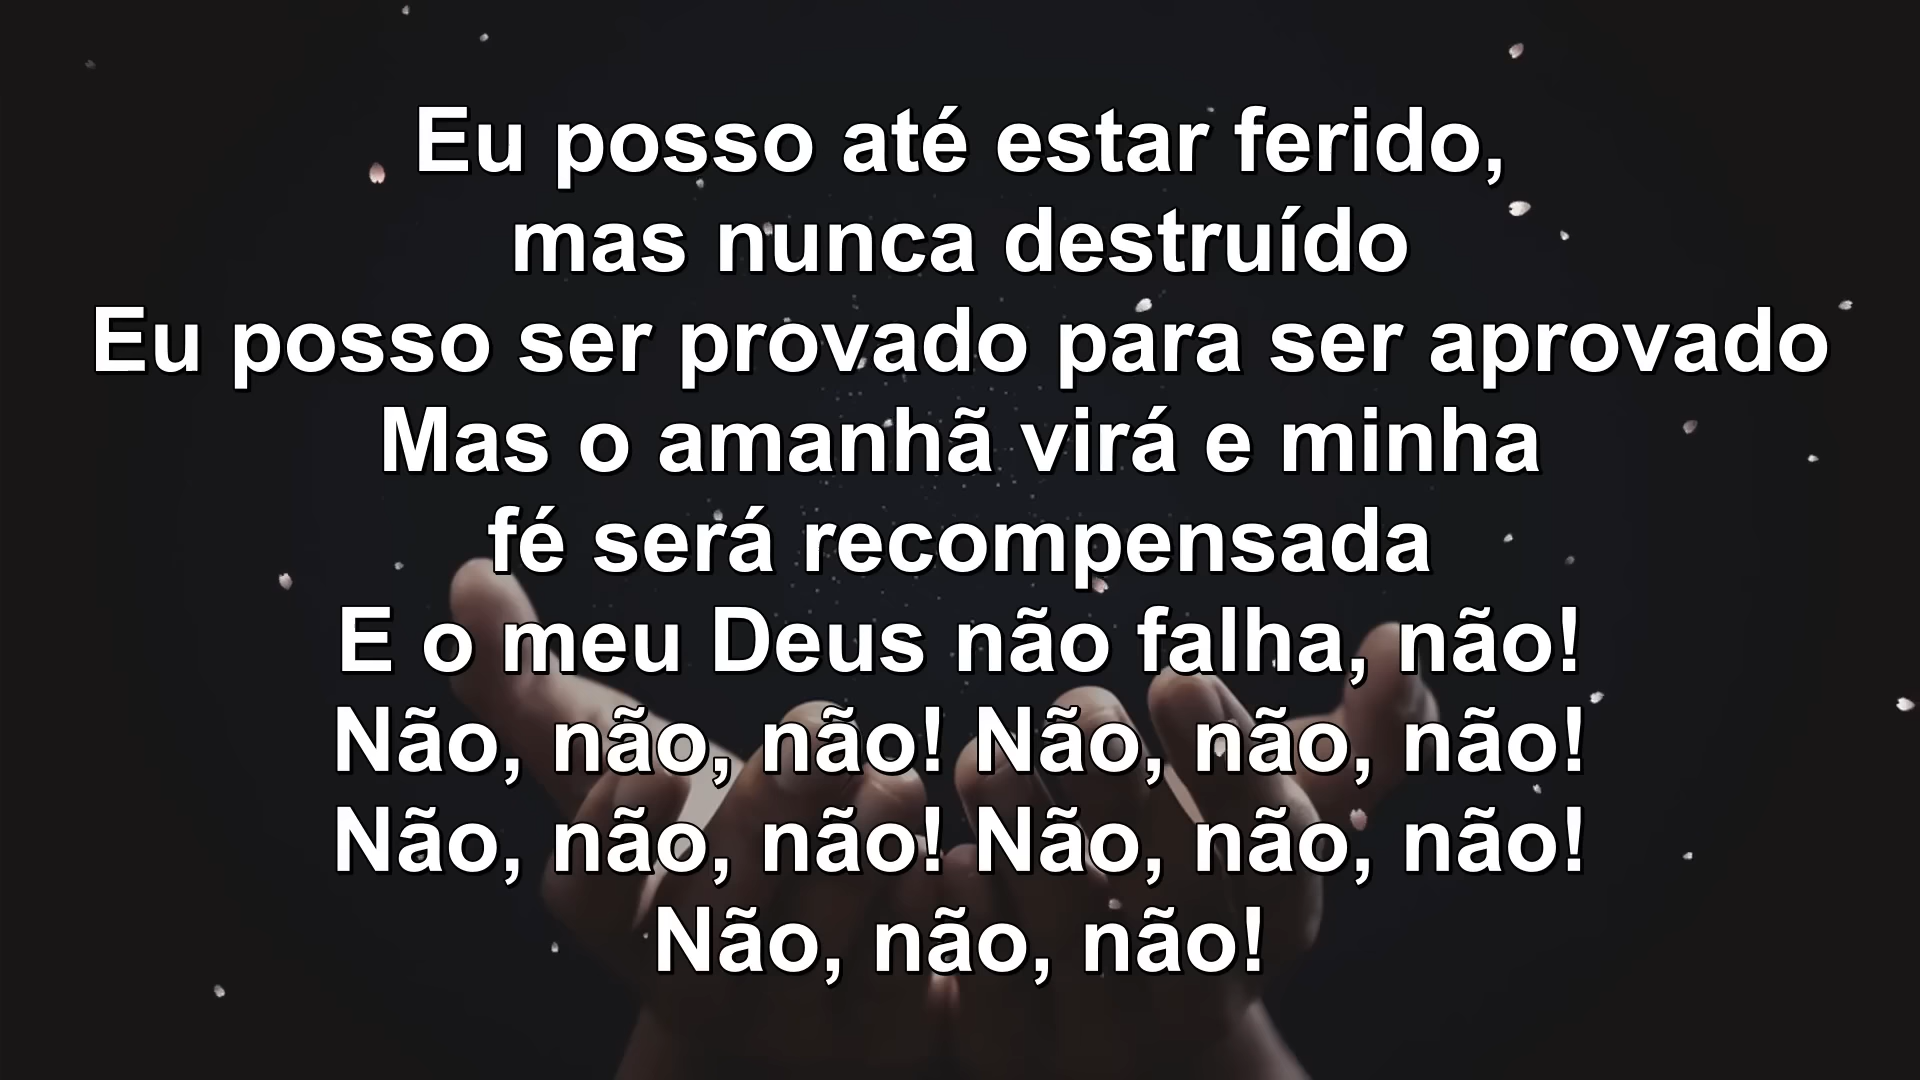 Eu posso até estar ferido,
mas nunca destruído
Eu posso ser provado para ser aprovado
Mas o amanhã virá e minha
fé será recompensada
E o meu Deus não falha, não!
Não, não, não! Não, não, não!
Não, não, não! Não, não, não!
Não, não, não!